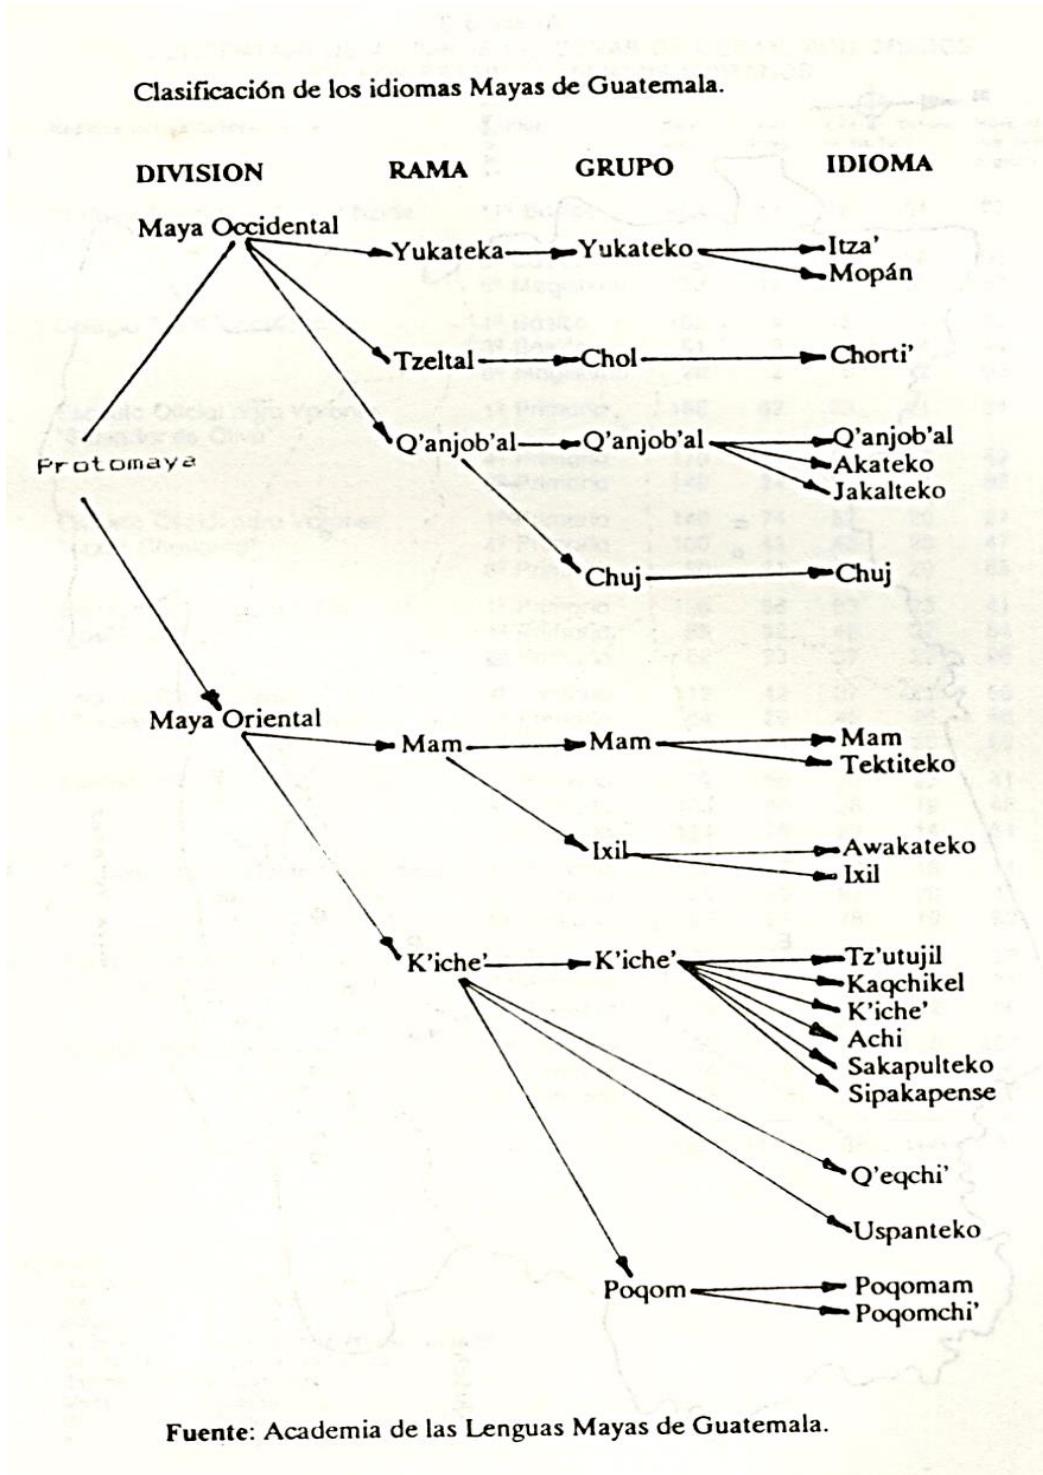 Clasificación de los idiomas Mayas de Guatemala.
DIVISION RAMA GRUPO IDIOMA
Maya Occidental
Yukateka Yukateko Itza'
Mopán
Tzeltal Chol Chorti'
Q'anjob'al Q'anjob'al Q'anjob'al
Protomaya
Akateko
Jakalteko
Chuj Chuj
Maya Oriental
Mam Mam Mam
Tektiteko
Ixil Awakateko
Ixil
K'iche' K'iche' Tz'utujil
Kaqchikel
K'iche'
Achi
Sakapulteko
Sipakapense
Q'eqchi'
Uspanteko
Poqom Poqomam
Poqomchi'
Fuente: Academia de las Lenguas Mayas de Guatemala.